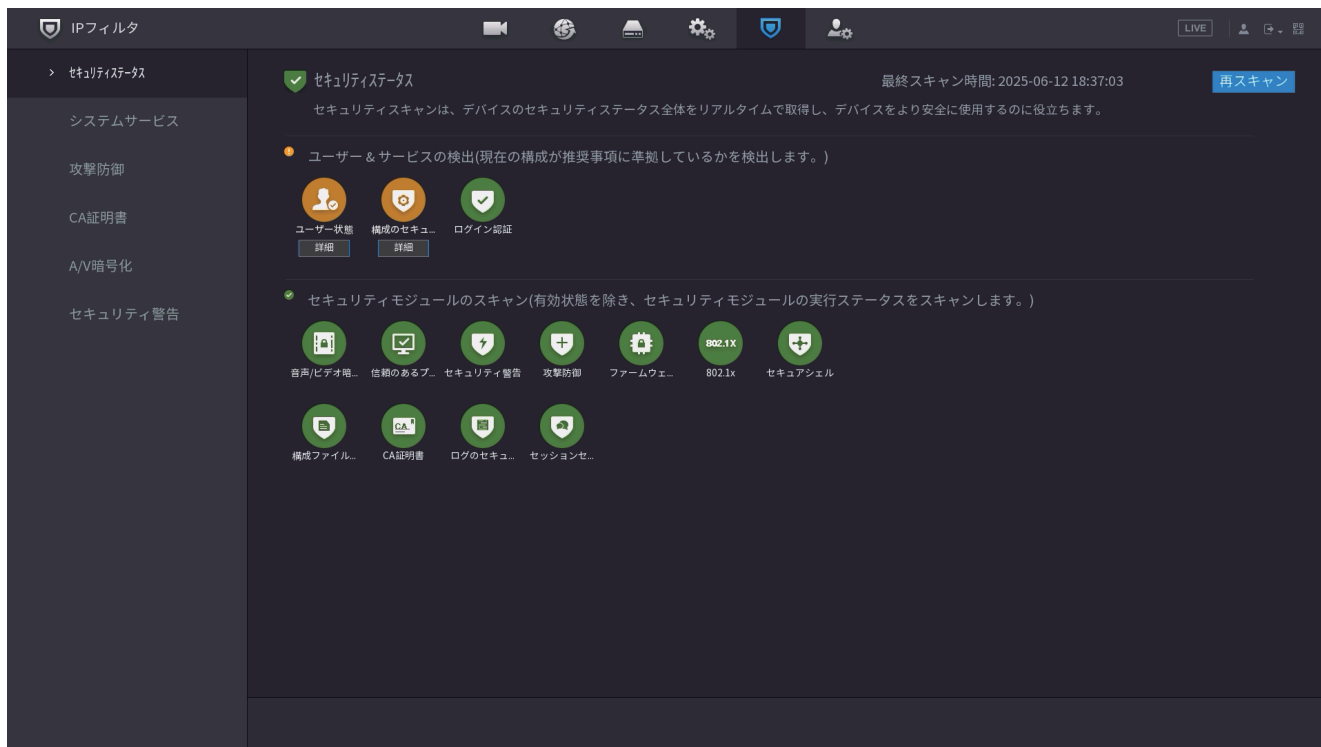 IPフィルタ
LIVE
セキュリティステータス
システムサービス
攻撃防御
CA証明書
A/V暗号化
セキュリティ警告
セキュリティステータス
最終スキャン時間: 2025-06-12 18:37:03
再スキャン
セキュリティスキャンは、デバイスのセキュリティステータス全体をリアルタイムで取得し、デバイスをより安全に使用するのに役立ちます。
ユーザー & サービスの検出(現在の構成が推奨事項に準拠しているかを検出します。)
ユーザー状態 構成のセキュ... ログイン認証
詳細 詳細
セキュリティモジュールのスキャン(有効状態を除き、セキュリティモジュールの実行ステータスをスキャンします。)
802.1X
音声/ビデオ暗... 信頼のあるプ... セキュリティ警告 攻撃防御 ファームウェ... 802.1x セキュアシェル
CA
構成ファイル... CA証明書 ログのセキュ... セッションセ...